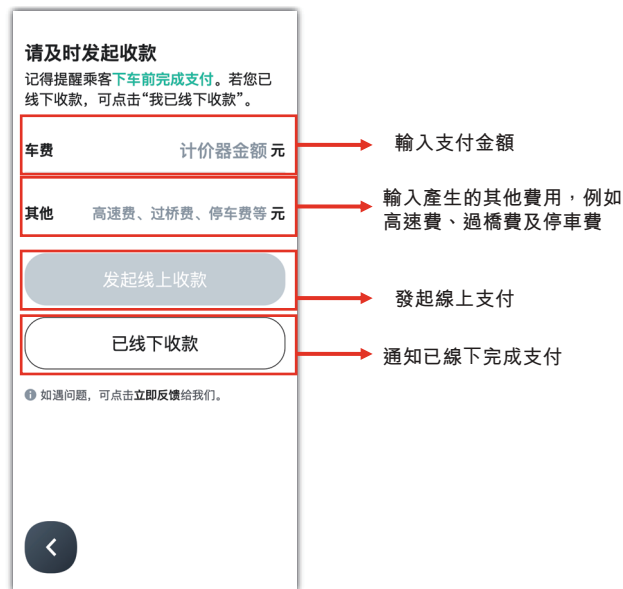 请及时发起收款
记得提醒乘客下车前完成支付。若您已
线下收款，可点击“我已线下收款”。
车费 计价器金额 元
輸入支付金額
其他 高速费、过桥费、停车费等 元
輸入產生的其他費用，例如
高速費、過橋費及停車費
发起线上收款
發起線上支付
已线下收款
通知已線下完成支付
如遇问题，可点击立即反馈给我们。